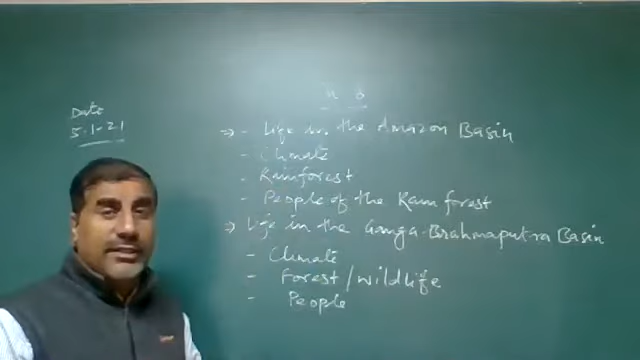 Date
5-1-21
⇒ - Life in the Amazon Basin
- Climate
- Rainforest
- People of the Rainforest
⇒ Life in the Ganga-Brahmaputra Basin
- Climate
- Forest/wildlife
- People